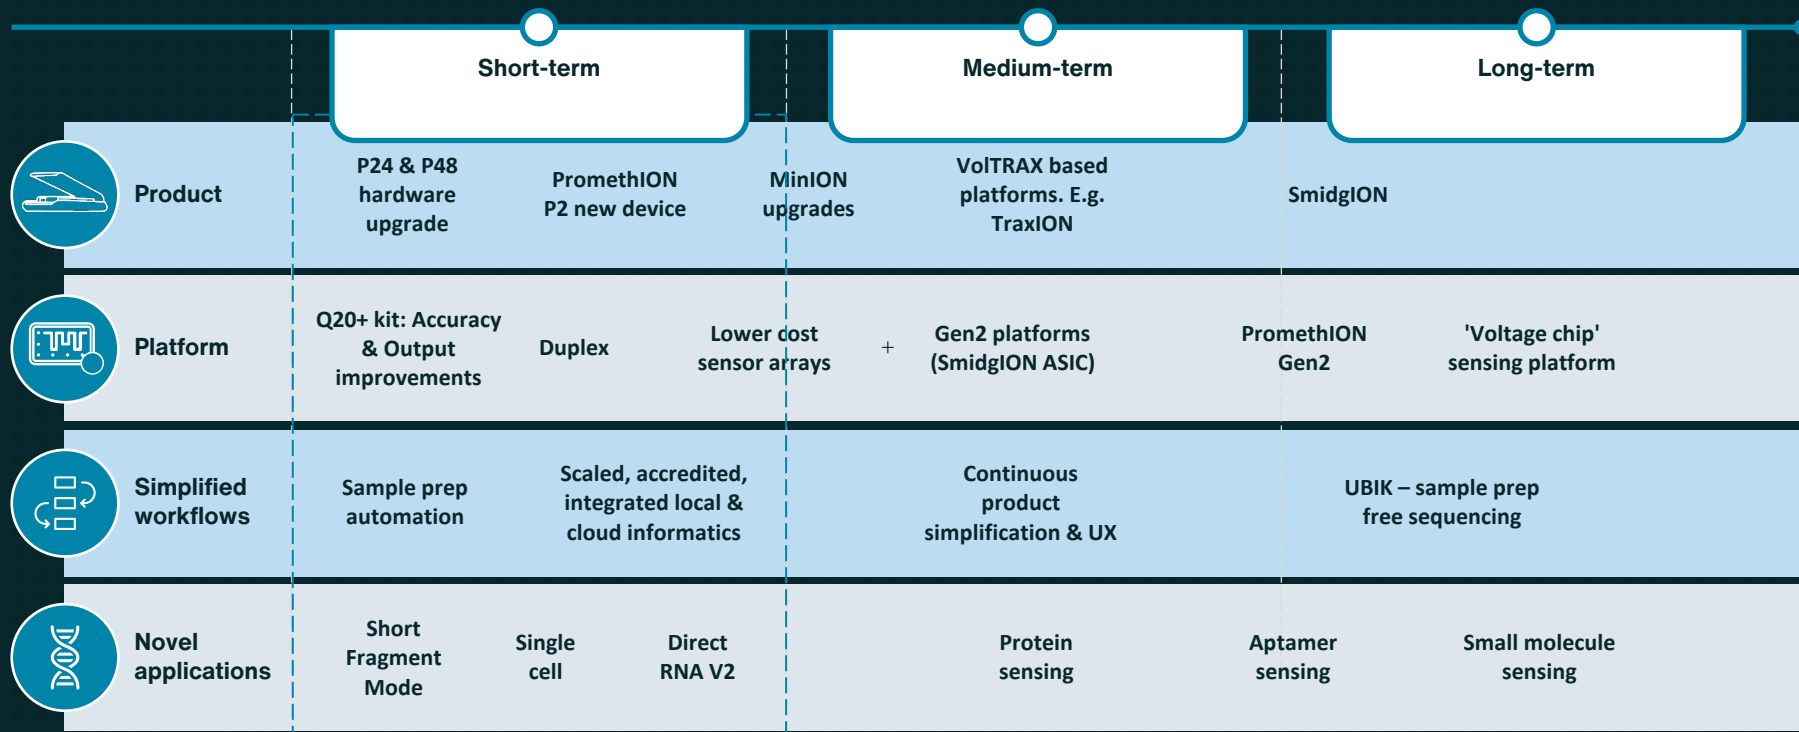 Short-term
Medium-term
Long-term
Product
P24 & P48
hardware
upgrade
PromethION
P2 new device
MinION
upgrades
VolTRAX based
platforms. E.g.
TraxION
SmidgION
Platform
Q20+ kit: Accuracy
& Output
improvements
Duplex
Lower cost
sensor arrays
+
Gen2 platforms
(SmidgION ASIC)
PromethION
Gen2
'Voltage chip'
sensing platform
Simplified
workflows
Sample prep
automation
Scaled, accredited,
integrated local &
cloud informatics
Continuous
product
simplification & UX
UBIK – sample prep
free sequencing
Novel
applications
Short
Fragment
Mode
Single
cell
Direct
RNA V2
Protein
sensing
Aptamer
sensing
Small molecule
sensing